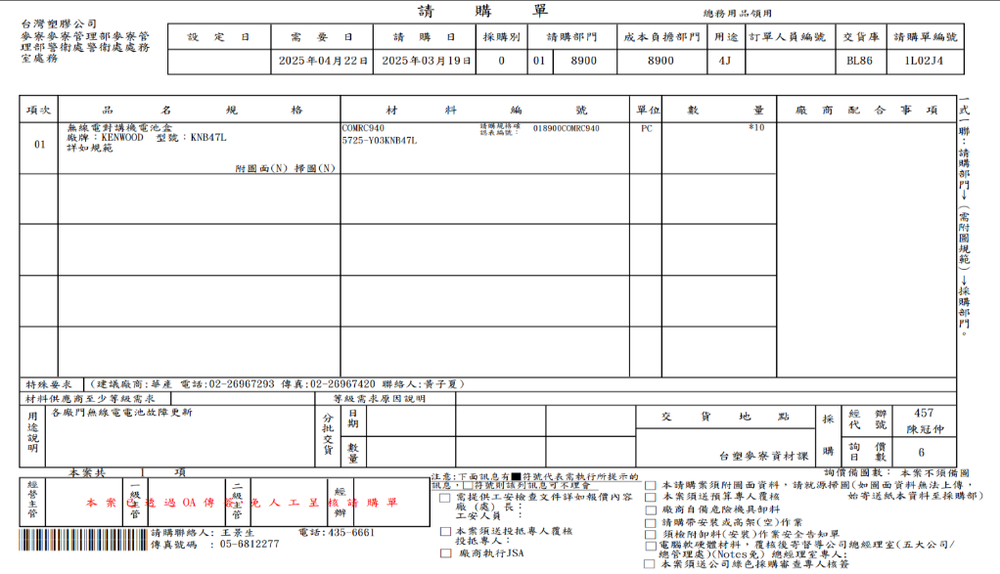 請 購 單
總務用品領用
台灣塑膠公司
麥寮麥寮管理部麥寮管
理部警衛處警衛處處務
室處務
設 定 日 需 要 日 請 購 日 採購別 請購部門 成本負擔部門 用途 訂單人員編號 交貨庫 請購單編號
2025年04月22日 2025年03月19日 0 01 8900 8900 4J BL86 1L02J4
項次 品 名 規 格 材 料 編 號 單位 數 量 廠 商 配 合 事 項
01 無線電對講機電池盒 COMRC940 請購規格確認表編號: 018900COMRC940 PC *10
廠牌:KENWOOD 型號:KNB47L 5725-Y03KNB47L
詳如規範
附圖面(N) 掃圖(N)
一式一聯:請購部門↓(需附圖規範)↓採購部門。
特殊要求 (建議廠商:華產 電話:02-26967293 傳真:02-26967420 聯絡人:黃子夏)
材料供應商至少等級需求 等級需求原因說明
用途說明 各廠門無線電電池故障更新
分批交貨 日期 數量
交 貨 地 點
台塑麥寮資材課
採購 經辦代號 457 陳冠仲
詢價日數 6
本案共 1 項
詢價備圖數: 本案不須備圖
經營主管 一級主管 二級主管 經辦
本案已透過OA傳簽,免人工呈核請購單
請購聯絡人: 王景生 電話:435-6661
傳真號碼 : 05-6812277
注意:下面訊息有■符號代表需執行所提示的
訊息,□符號則該列訊息可不理會
□ 需提供工安檢查文件詳如報價內容
廠 (處) 長:
工安人員 :
□ 本案須送投抵專人覆核
投抵專人:
□ 廠商執行JSA
□ 本請購案須附圖面資料,請就源掃圖(如圖面資料無法上傳,
始寄送紙本資料至採購部)
□ 本案須送預算專人覆核
□ 廠商自備危險機具卸料
□ 請購帶安裝或高架(空)作業
□ 須檢附卸料(安裝)作業安全告知單
□ 電腦軟硬體材料,覆核後寄督導公司總經理室(五大公司/
總管理處)(Notes免) 總經理室專人:
□ 本案須送公司綠色採購審查專人核簽